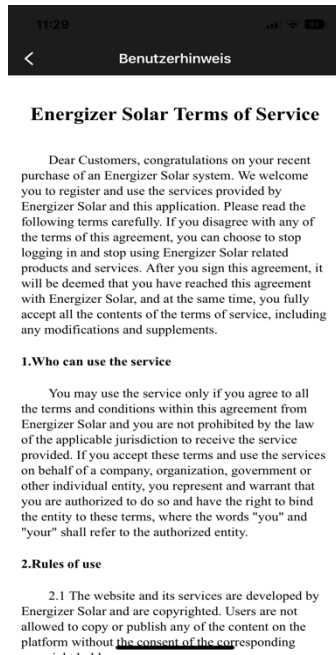 11:29
51
Benutzerhinweis
Energizer Solar Terms of Service
Dear Customers, congratulations on your recent
purchase of an Energizer Solar system. We welcome
you to register and use the services provided by
Energizer Solar and this application. Please read the
following terms carefully. If you disagree with any of
the terms of this agreement, you can choose to stop
logging in and stop using Energizer Solar related
products and services. After you sign this agreement, it
will be deemed that you have reached this agreement
with Energizer Solar, and at the same time, you fully
accept all the contents of the terms of service, including
any modifications and supplements.
1.Who can use the service
You may use the service only if you agree to all
the terms and conditions within this agreement from
Energizer Solar and you are not prohibited by the law
of the applicable jurisdiction to receive the service
provided. If you accept these terms and use the services
on behalf of a company, organization, government or
other individual entity, you represent and warrant that
you are authorized to do so and have the right to bind
the entity to these terms, where the words "you" and
"your" shall refer to the authorized entity.
2.Rules of use
2.1 The website and its services are developed by
Energizer Solar and are copyrighted. Users are not
allowed to copy or publish any of the content on the
platform without the consent of the corresponding